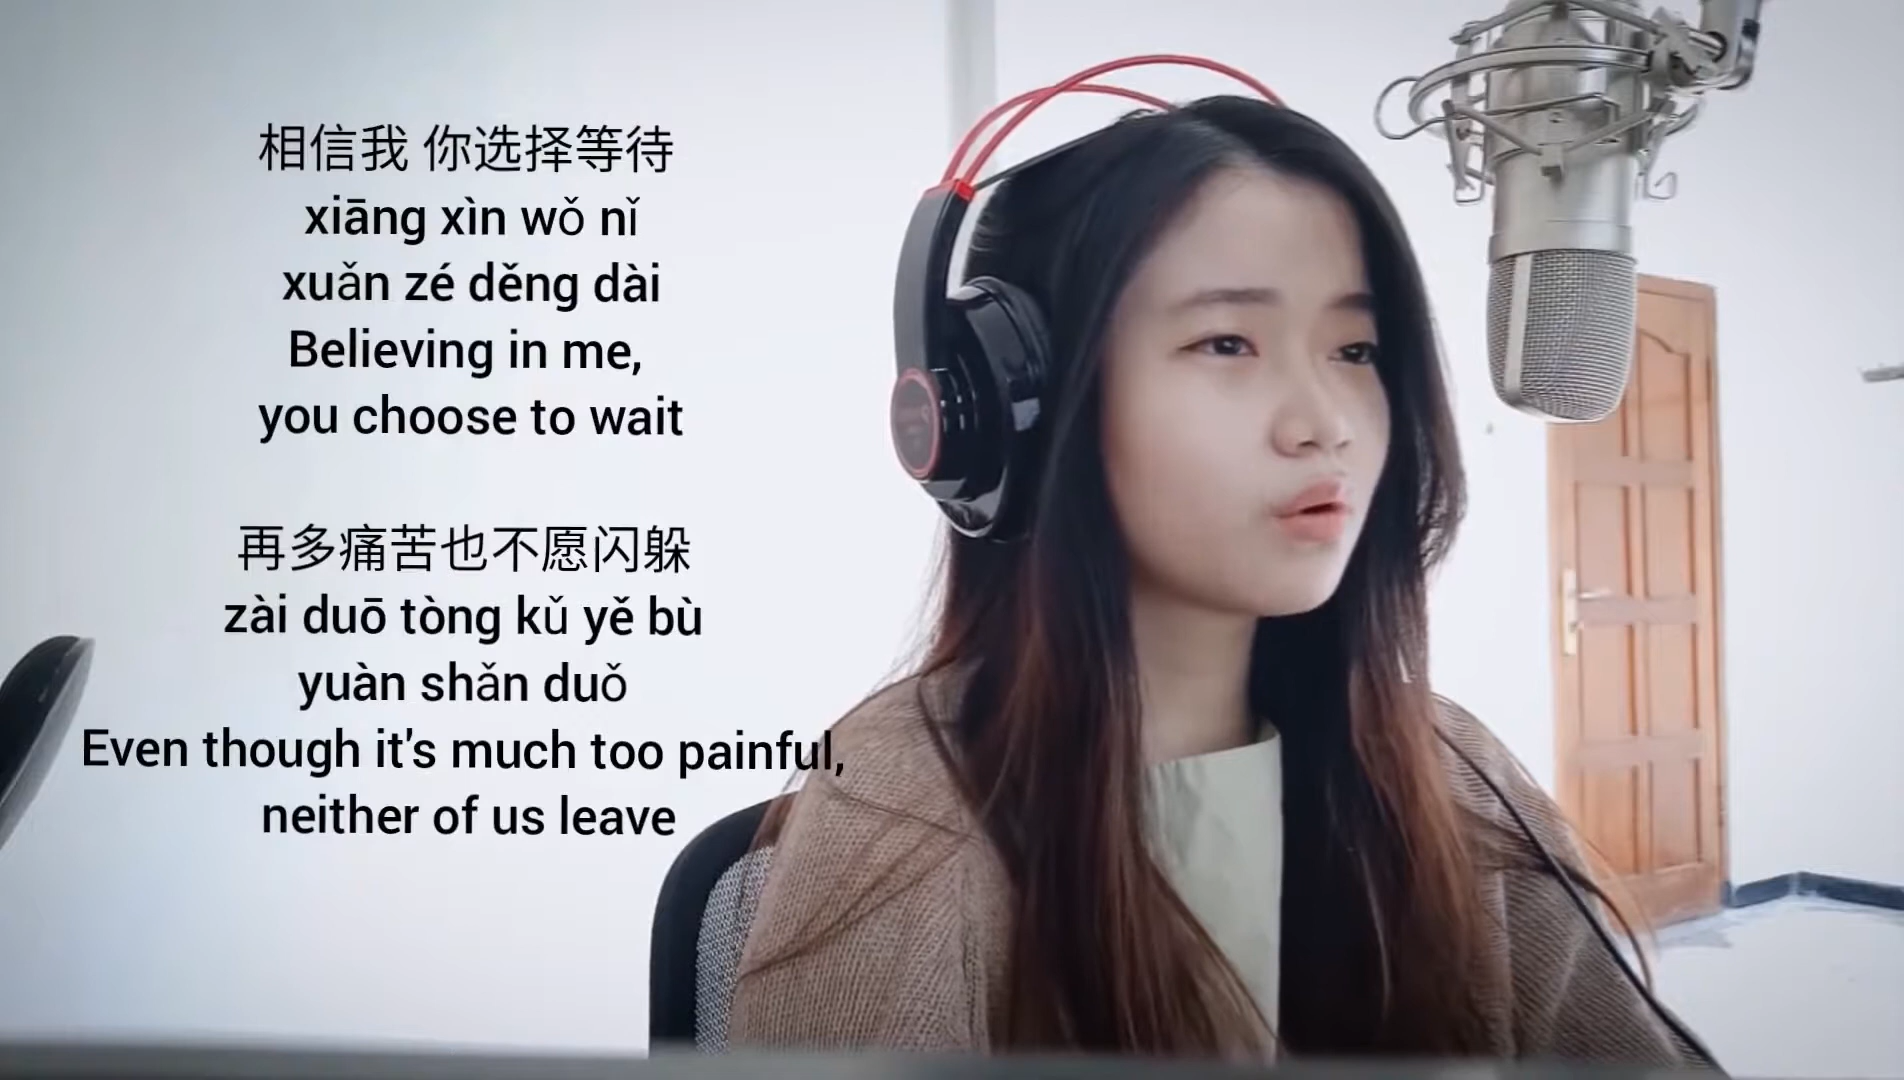 相信我 你选择等待
xiāng xìn wǒ nǐ
xuǎn zé děng dài
Believing in me,
you choose to wait
再多痛苦也不愿闪躲
zài duō tòng kǔ yě bù
yuàn shǎn duǒ
Even though it's much too painful,
neither of us leave